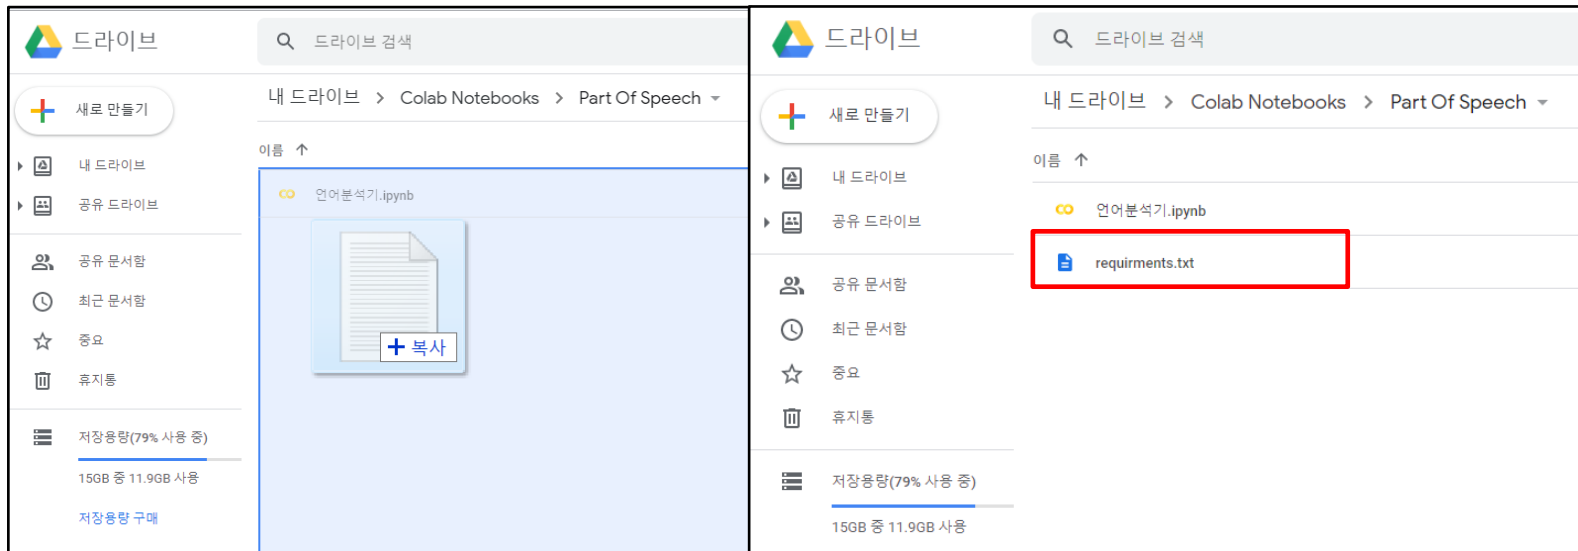 드라이브
드라이브 검색
새로 만들기
내 드라이브 > Colab Notebooks > Part Of Speech
이름
내 드라이브
공유 드라이브
언어분석기.ipynb
복사
공유 문서함
최근 문서함
중요
휴지통
저장용량(79% 사용 중)
15GB 중 11.9GB 사용
저장용량 구매
드라이브
드라이브 검색
새로 만들기
내 드라이브 > Colab Notebooks > Part Of Speech
이름
내 드라이브
공유 드라이브
언어분석기.ipynb
requirments.txt
공유 문서함
최근 문서함
중요
휴지통
저장용량(79% 사용 중)
15GB 중 11.9GB 사용